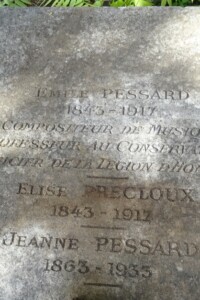 EMILE PESSARD
1843-1917
COMPOSITEUR DE MUSIQ
OFESSEUR AU CONSERVA
ICIER DE LA LEGION D'HO
ELISE PRECLOUX
1843-1917
JEANNE PESSARD
1863-1933